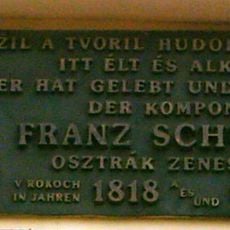 ZIL A TVORIL HUDO
ITT ÉLT ÉS ALK
ER HAT GELEBT UND
DER KOMPON
FRANZ SCH
OSZTRÁK ZENES
V ROKOCH 1818 A ÉS UND
IN JAHREN